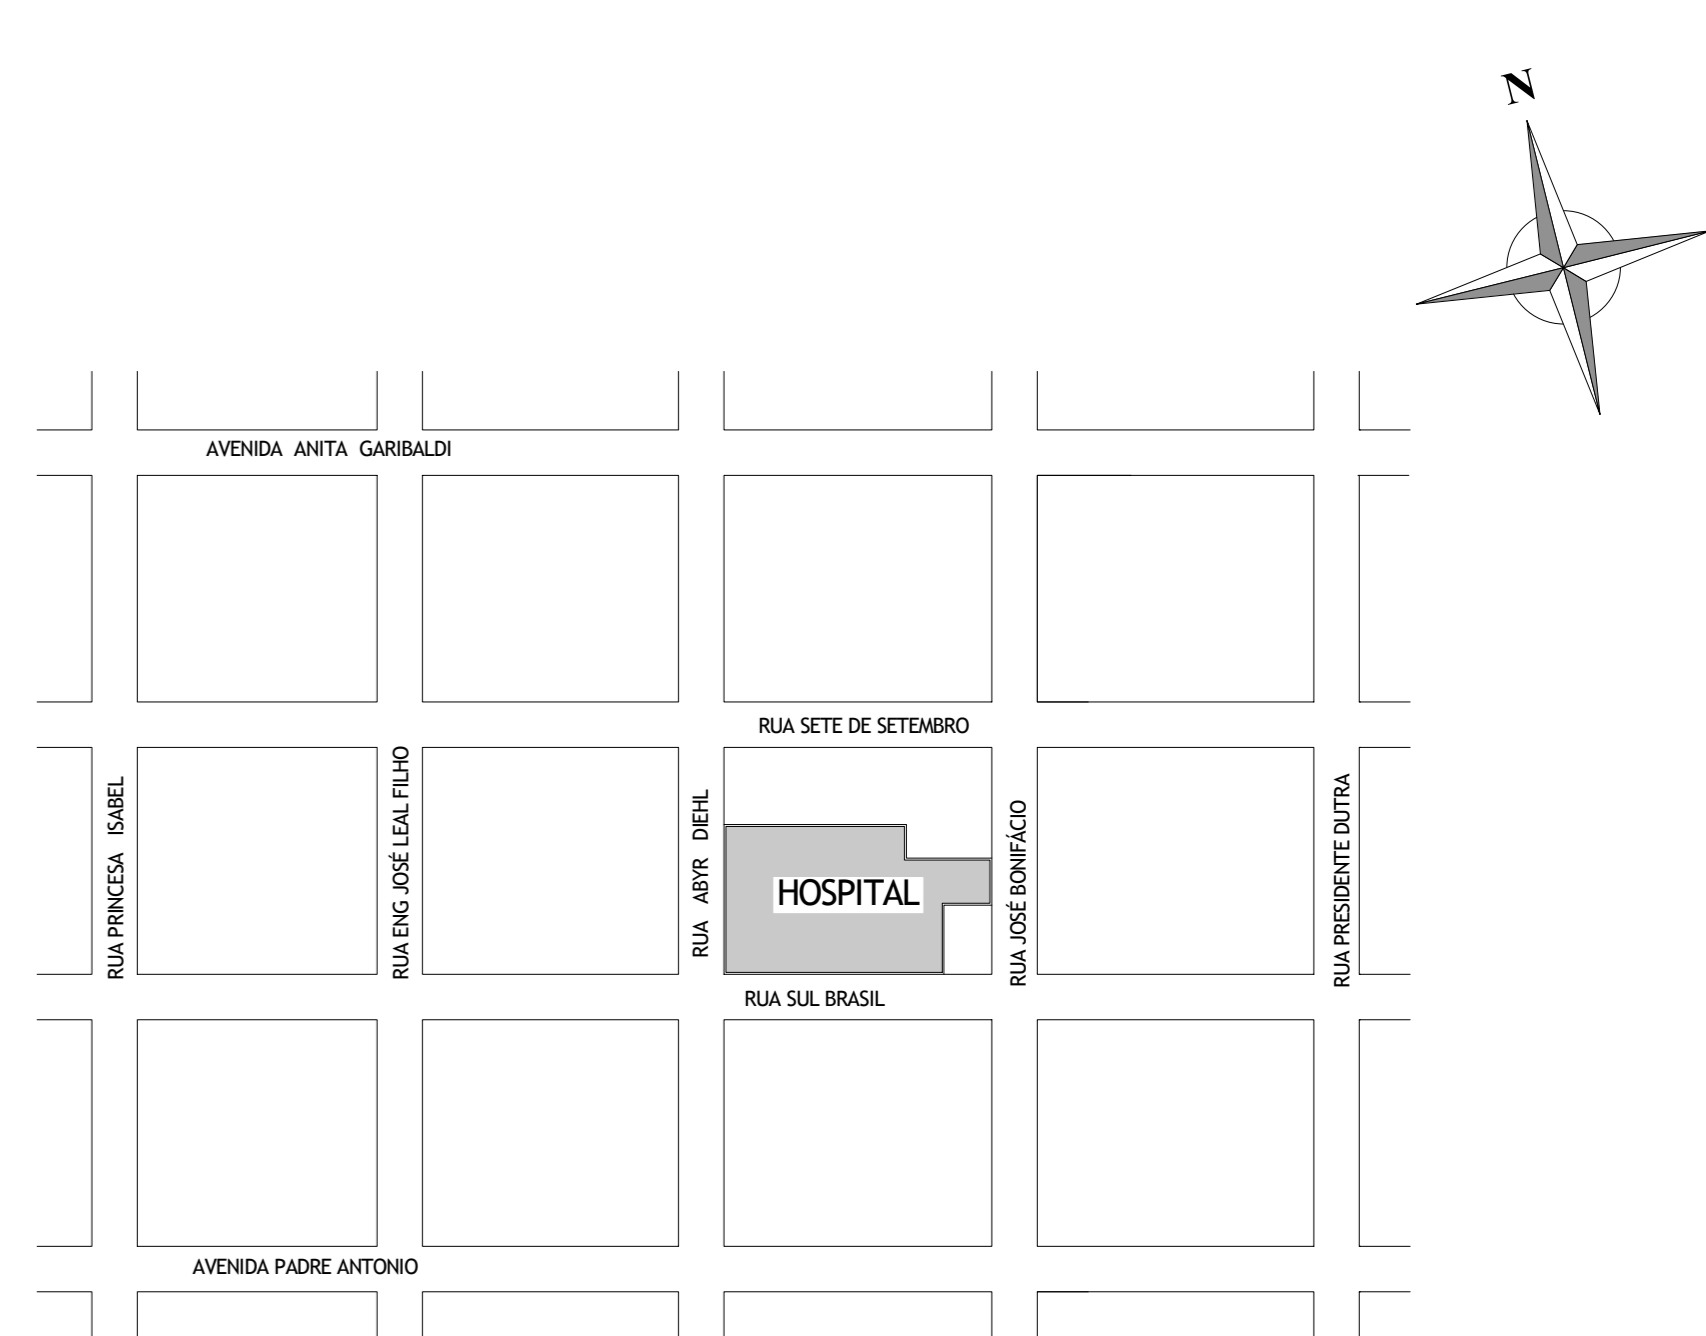 N
AVENIDA ANITA GARIBALDI
RUA SETE DE SETEMBRO
RUA PRINCESA ISABEL
RUA ENG JOSÉ LEAL FILHO
RUA ABYR DIEHL
HOSPITAL
RUA JOSÉ BONIFÁCIO
RUA PRESIDENTE DUTRA
RUA SUL BRASIL
AVENIDA PADRE ANTONIO